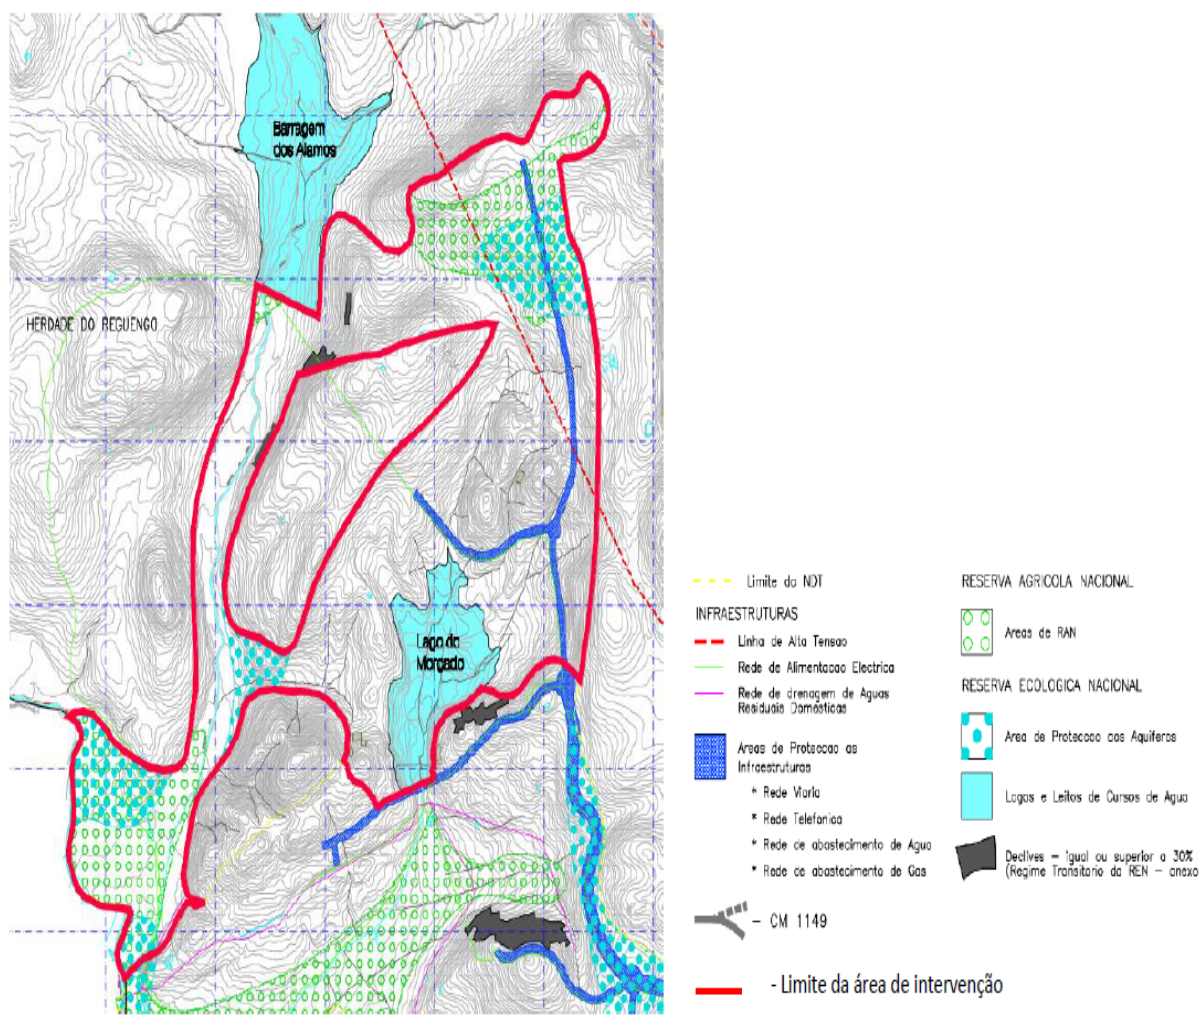 Barragem
dos Alamos
HERDADE DO REGUENGO
Lago do
Morgado
Limite do NDT
INFRAESTRUTURAS
Linha de Alta Tensao
Rede de Alimentacao Electrica
Rede de drenagem de Aguas
Residuais Domesticas
Areas de Proteccao as
Infraestruturas
* Rede Viaria
* Rede Telefonica
* Rede de abastecimento de Agua
* Rede de abastecimento de Gas
- CM 1149
- Limite da área de intervenção
RESERVA AGRICOLA NACIONAL
Areas de RAN
RESERVA ECOLOGICA NACIONAL
Area de Proteccao aos Aquiferos
Lagos e Leitos de Cursos de Agua
Declives – igual ou superior a 30%
(Regime Transitorio da REN – anexo